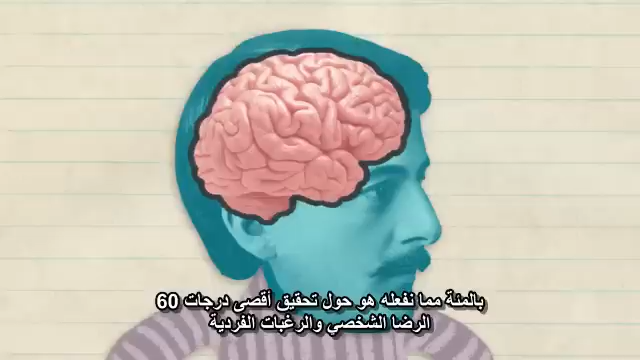 60 بالمئة مما نفعله هو حول تحقيق أقصى درجات
الرضا الشخصي والرغبات الفردية